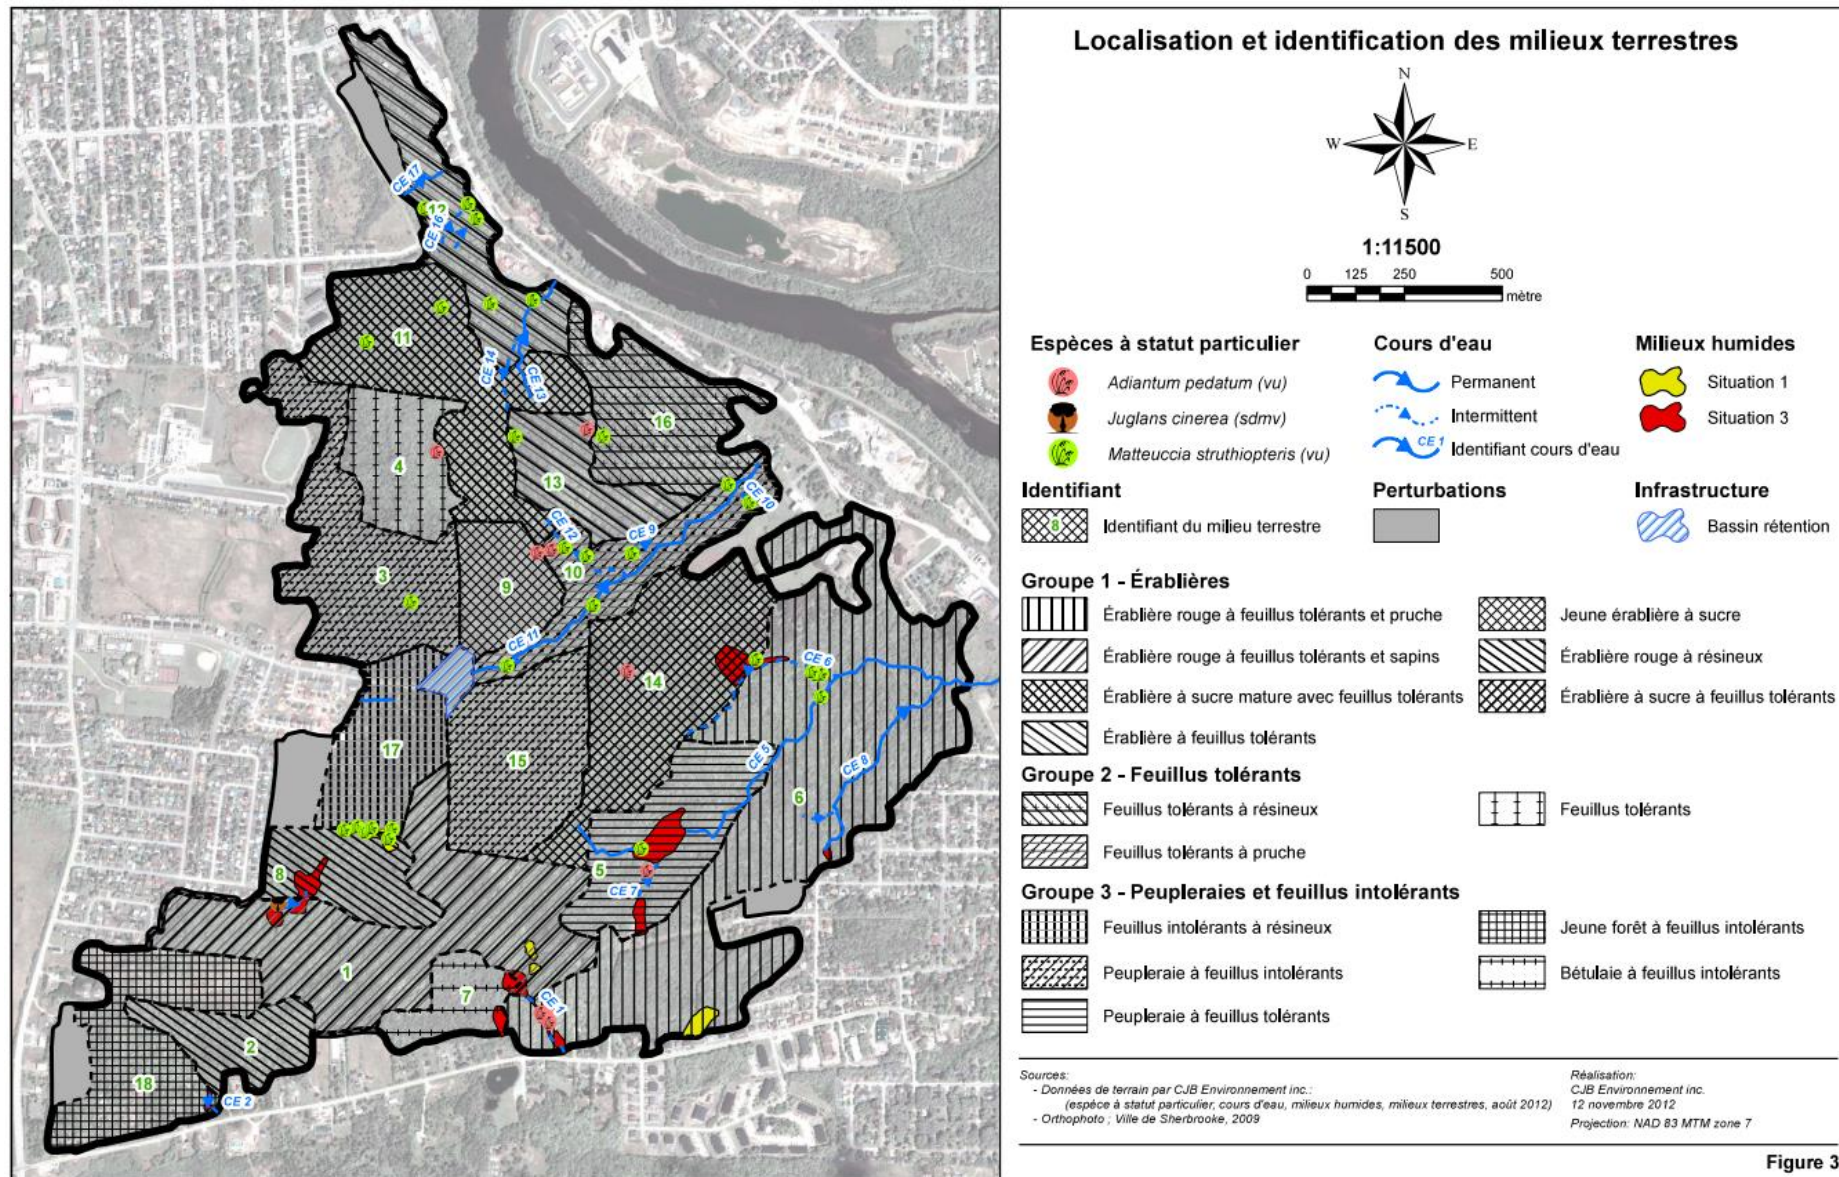 Localisation et identification des milieux terrestres
N
W
E
S
1:11500
0 125 250 500
mètre
Espèces à statut particulier
Adiantum pedatum (vu)
Juglans cinerea (sdmv)
Matteuccia struthiopteris (vu)
Cours d'eau
Permanent
Intermittent
CE 1
Identifiant cours d'eau
Milieux humides
Situation 1
Situation 3
Identifiant
8
Identifiant du milieu terrestre
Perturbations
Infrastructure
Bassin rétention
Groupe 1 - Érablières
Érablière rouge à feuillus tolérants et pruche
Jeune érablière à sucre
Érablière rouge à feuillus tolérants et sapins
Érablière rouge à résineux
Érablière à sucre mature avec feuillus tolérants
Érablière à sucre à feuillus tolérants
Érablière à feuillus tolérants
Groupe 2 - Feuillus tolérants
Feuillus tolérants à résineux
Feuillus tolérants
Feuillus tolérants à pruche
Groupe 3 - Peupleraies et feuillus intolérants
Feuillus intolérants à résineux
Jeune forêt à feuillus intolérants
Peupleraie à feuillus intolérants
Bétulaie à feuillus intolérants
Peupleraie à feuillus tolérants
Sources:
- Données de terrain par CJB Environnement inc.:
(espèce à statut particulier, cours d'eau, milieux humides, milieux terrestres, août 2012)
- Orthophoto ; Ville de Sherbrooke, 2009
Réalisation:
CJB Environnement inc.
12 novembre 2012
Projection: NAD 83 MTM zone 7
Figure 3
CE 17
12
CE 16
11
CE 14
CE 13
16
4
13
CE 10
CE 12
CE 9
10
3
9
CE 11
CE 6
14
17
15
CE 5
CE 8
6
8
5
CE 7
1
7
CE 1
2
18
CE 2